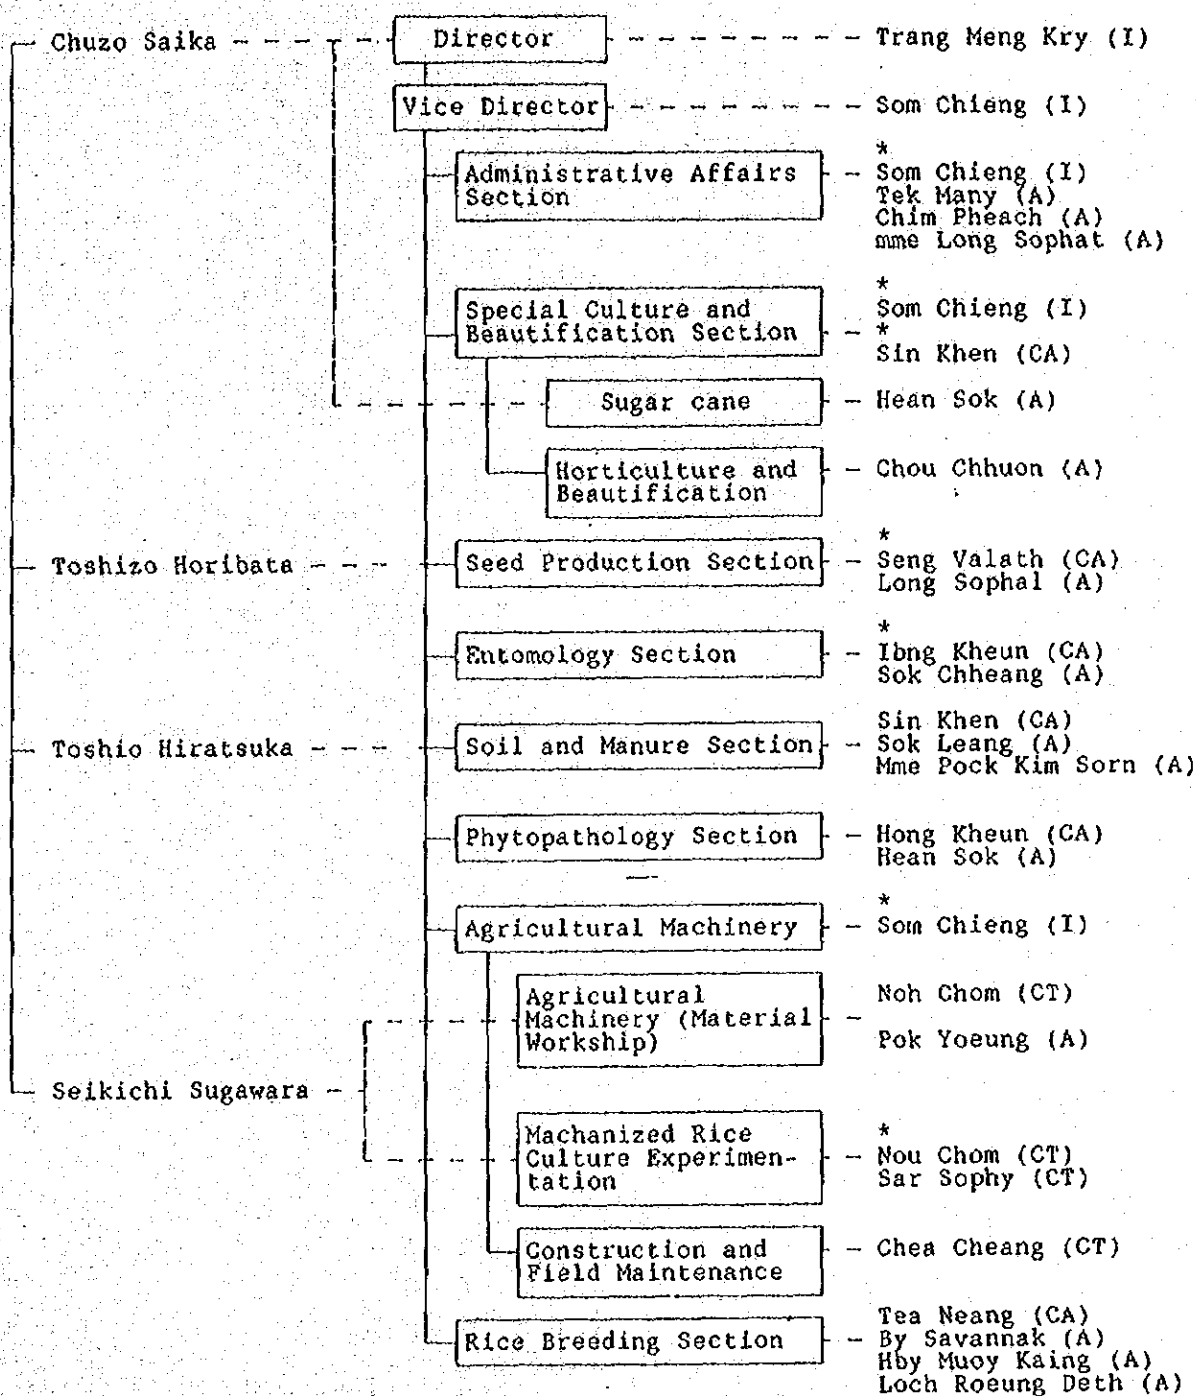 Chuzo Saika
Director
Trang Meng Kry (I)
Vice Director
Som Chieng (I)
Administrative Affairs
Section
*
Som Chieng (I)
Tek Many (A)
Chim Pheach (A)
mme Long Sophat (A)
Special Culture and
Beautification Section
*
Som Chieng (I)
*
Sin Khen (CA)
Sugar cane
Hean Sok (A)
Horticulture and
Beautification
Chou Chhuon (A)
Toshizo Horibata
Seed Production Section
*
Seng Valath (CA)
Long Sophal (A)
Entomology Section
*
Ibng Kheun (CA)
Sok Chheang (A)
Toshio Hiratsuka
Soil and Manure Section
Sin Khen (CA)
Sok Leang (A)
Mme Pock Kim Sorn (A)
Phytopathology Section
Hong Kheun (CA)
Hean Sok (A)
Agricultural Machinery
*
Som Chieng (I)
Agricultural
Machinery (Material
Workship)
Noh Chom (CT)
Pok Yoeung (A)
Seikichi Sugawara
Machanized Rice
Culture Experimen-
tation
*
Nou Chom (CT)
Sar Sophy (CT)
Construction and
Field Maintenance
Chea Cheang (CT)
Rice Breeding Section
Tea Neang (CA)
By Savannak (A)
Hby Muoy Kaing (A)
Loch Roeung Deth (A)